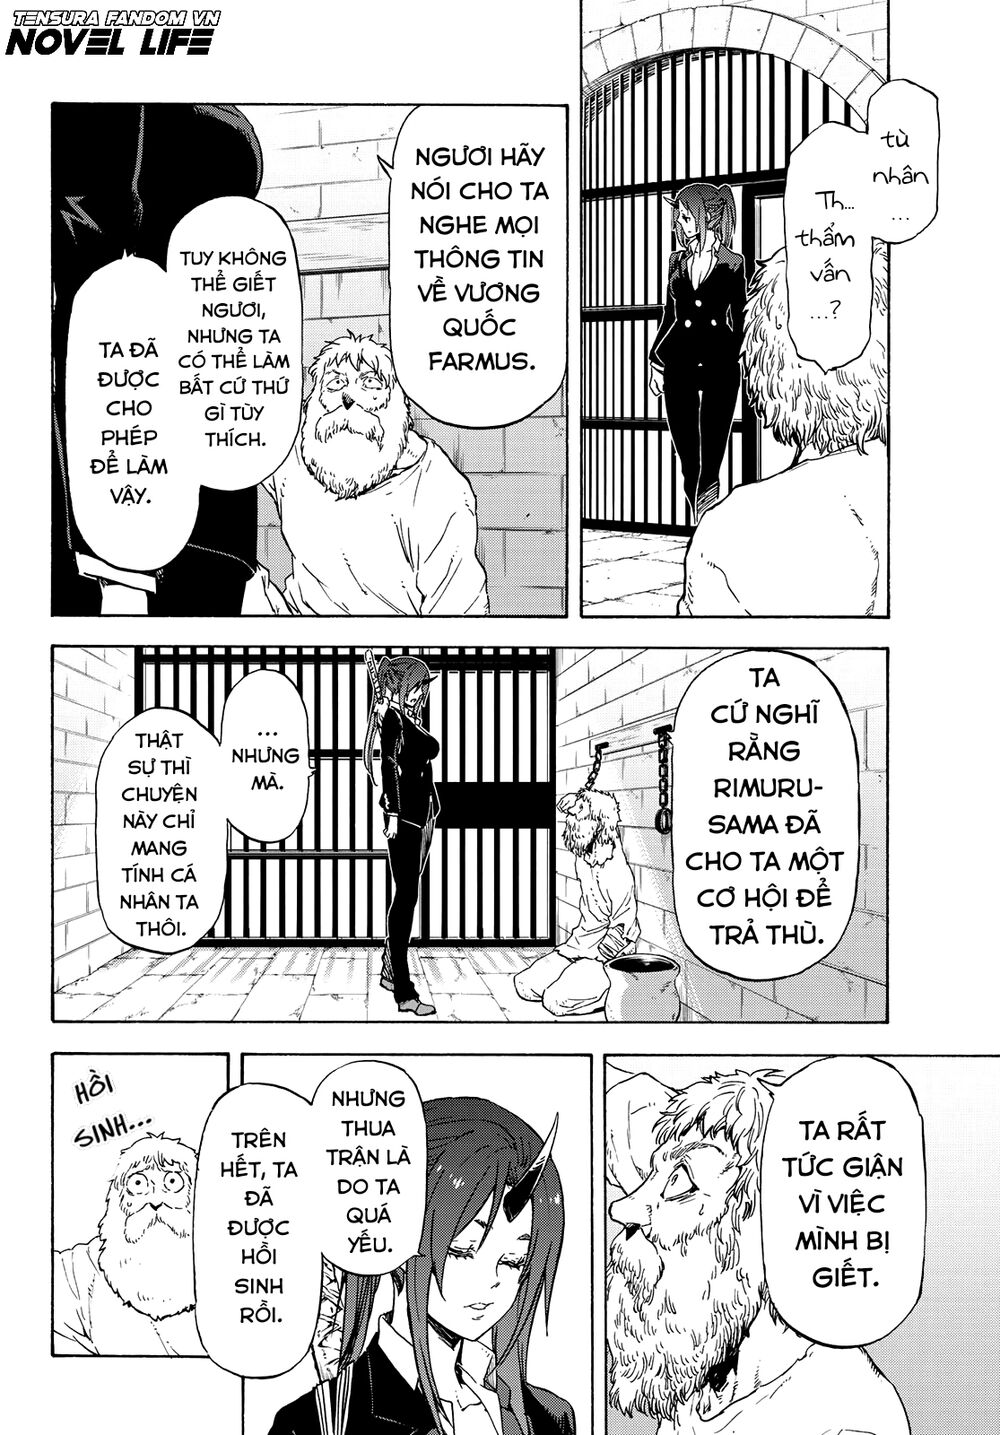 TENSURA FANDOM VN
NOVEL LIFE
tù
nhân
...
Th...
thẩm
vấn
...?
NGƯƠI HÃY
NÓI CHO TA
NGHE MỌI
THÔNG TIN
VỀ VƯƠNG
QUỐC
FARMUS.
TUY KHÔNG
THỂ GIẾT
NGƯƠI,
NHƯNG TA
CÓ THỂ LÀM
BẤT CỨ THỨ
GÌ TÙY
THÍCH.
TA ĐÃ
ĐƯỢC
CHO
PHÉP
ĐỂ LÀM
VẬY.
TA
CỨ NGHĨ
RẰNG
RIMURU-
SAMA ĐÃ
CHO TA MỘT
CƠ HỘI ĐỂ
TRẢ THÙ.
...
NHƯNG
MÀ.
THẬT
SỰ THÌ
CHUYỆN
NÀY CHỈ
MANG
TÍNH CÁ
NHÂN TA
THÔI.
TA RẤT
TỨC GIẬN
VÌ VIỆC
MÌNH BỊ
GIẾT.
NHƯNG
THUA
TRẬN LÀ
DO TA
QUÁ
YẾU.
TRÊN
HẾT, TA
ĐÃ
ĐƯỢC
HỒI
SINH
RỒI.
HỒI
SINH...